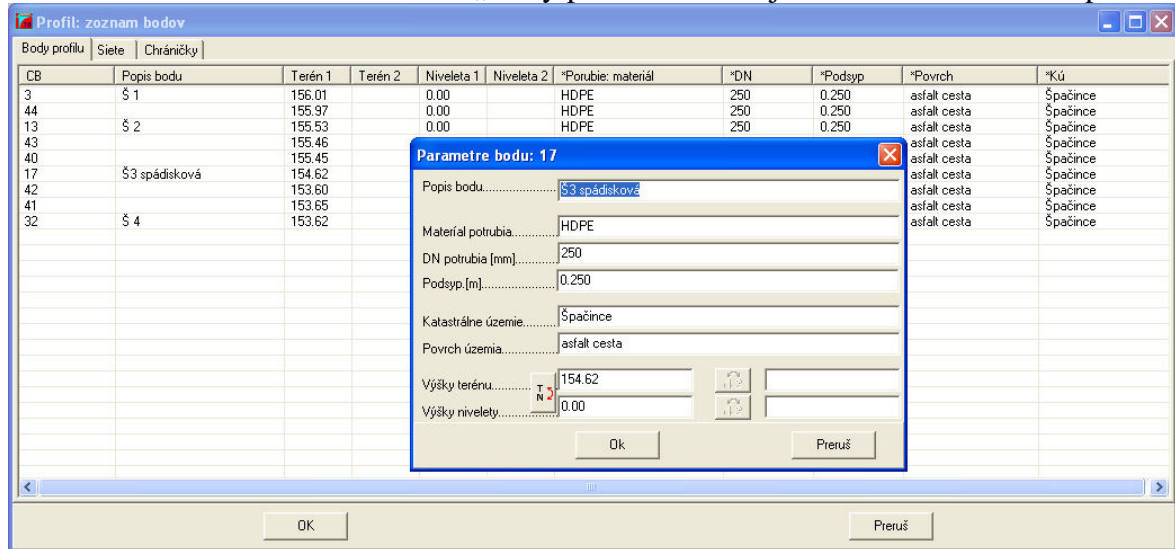 Profil: zoznam bodov
Body profilu Siete Chráničky
CB Popis bodu Terén 1 Terén 2 Niveleta 1 Niveleta 2 *Porubie: materiál *DN *Podsyp *Povrch *Kú
3 Š 1 156.01 0.00 HDPE 250 0.250 asfalt cesta Špačince
44 155.97 0.00 HDPE 250 0.250 asfalt cesta Špačince
13 Š 2 155.53 0.00 HDPE 250 0.250 asfalt cesta Špačince
43 155.46 asfalt cesta Špačince
40 155.45 asfalt cesta Špačince
17 Š3 spádisková 154.62 asfalt cesta Špačince
42 153.60 asfalt cesta Špačince
41 153.65 asfalt cesta Špačince
32 Š 4 153.62 asfalt cesta Špačince
Parametre bodu: 17
Popis bodu..................... Š3 spádisková
Materíal potrubia............. HDPE
DN potrubia [mm]............ 250
Podsyp.[m]..................... 0.250
Katastrálne územie.......... Špačince
Povrch územia................ asfalt cesta
Výšky terénu........... T 154.62
Výšky nivelety.................. N 0.00
Ok Preruš
OK Preruš